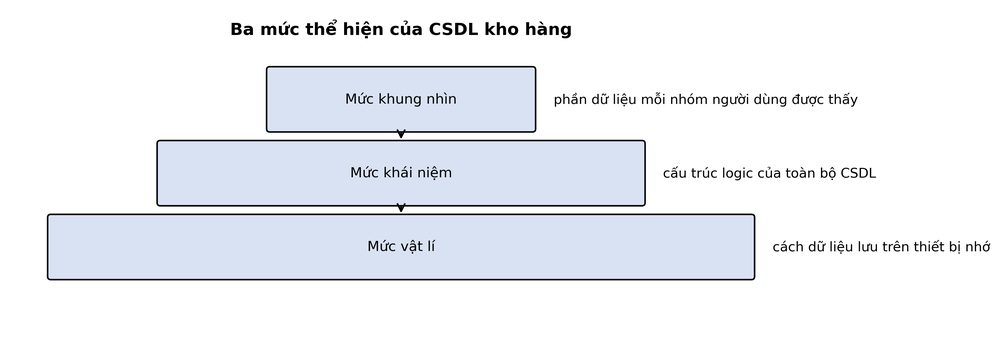 Ba mức thể hiện của CSDL kho hàng
Mức khung nhìn
phần dữ liệu mỗi nhóm người dùng được thấy
Mức khái niệm
cấu trúc logic của toàn bộ CSDL
Mức vật lí
cách dữ liệu lưu trên thiết bị nhớ